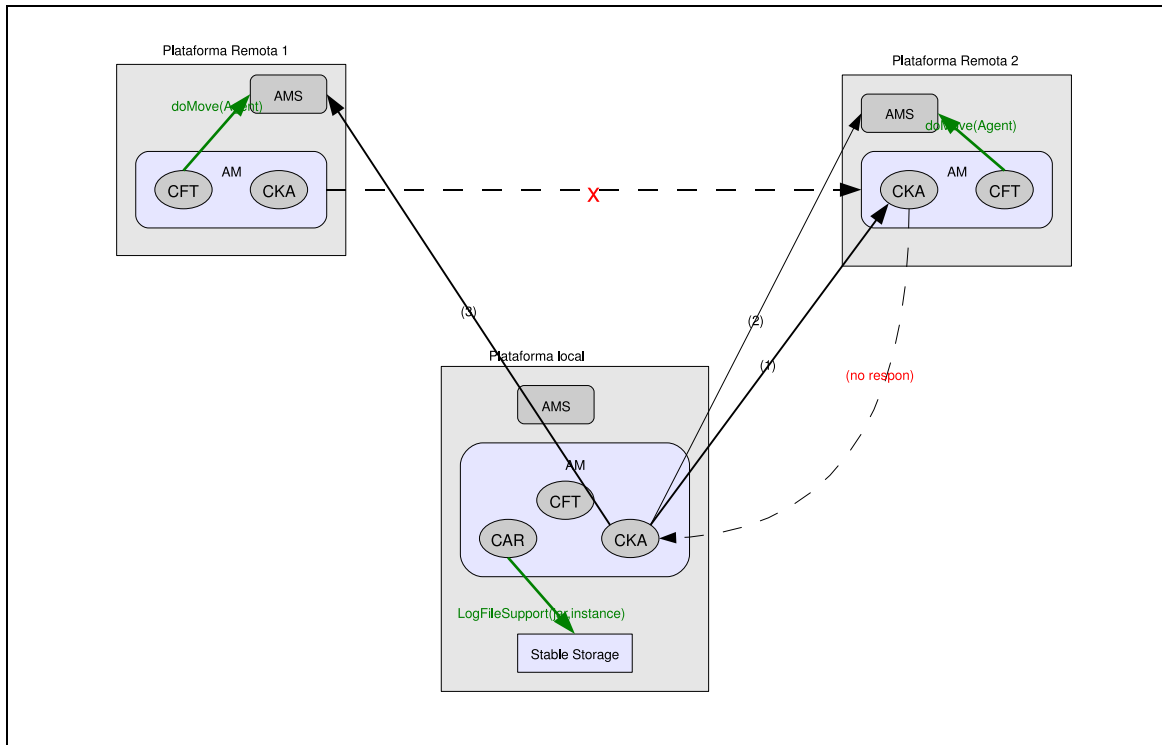 Plataforma Remota 1
AMS
doMove(Agent)
AM
CFT
CKA
X
Plataforma Remota 2
AMS
doMove(Agent)
CKA
AM
CFT
(3)
(2)
(1)
(no respon)
Plataforma local
AMS
AM
CFT
CAR
CKA
LogFileSupport(jar,instance)
Stable Storage